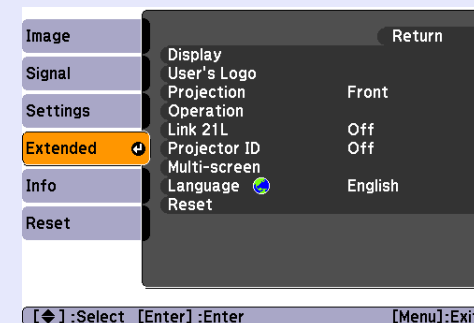 Image
Signal
Settings
Extended
Info
Reset
Return
Display
User's Logo
Projection Front
Operation
Link 21L Off
Projector ID Off
Multi-screen
Language English
Reset
[ ] :Select [Enter] :Enter [Menu]:Exi